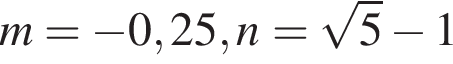 m = −0,25, n = √5 − 1